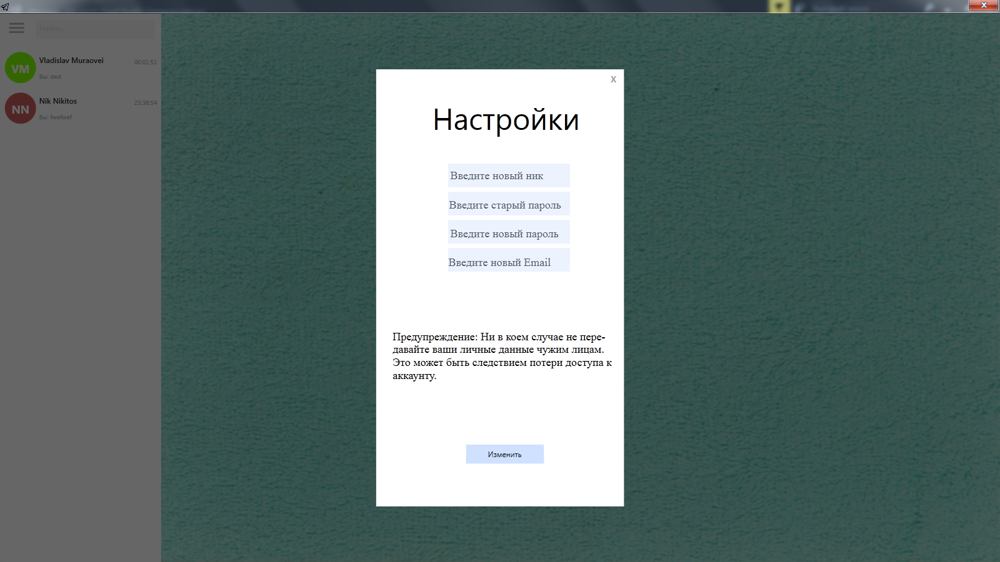 Найти...
VM
Vladislav Muraovei
00:01:51
Вы: ded
NN
Nik Nikitos
23:36:54
Вы: fwefwef
X
Настройки
Введите новый ник
Введите старый пароль
Введите новый пароль
Введите новый Email
Предупреждение: Ни в коем случае не пере-
давайте ваши личные данные чужим лицам.
Это может быть следствием потери доступа к
аккаунту.
Изменить